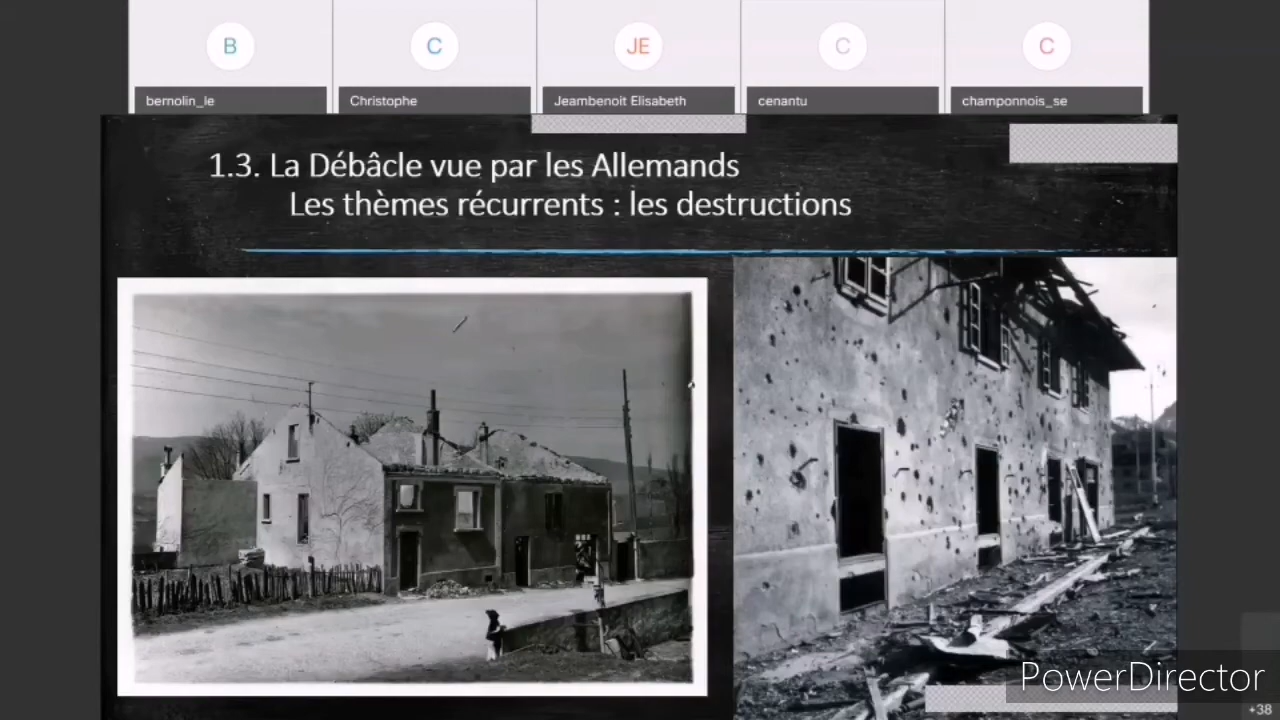 B
C
JE
C
C
bernolin_le
Christophe
Jeambenoit Elisabeth
cenantu
champonnois_se
1.3. La Débâcle vue par les Allemands
Les thèmes récurrents : les destructions
PowerDirector
+38